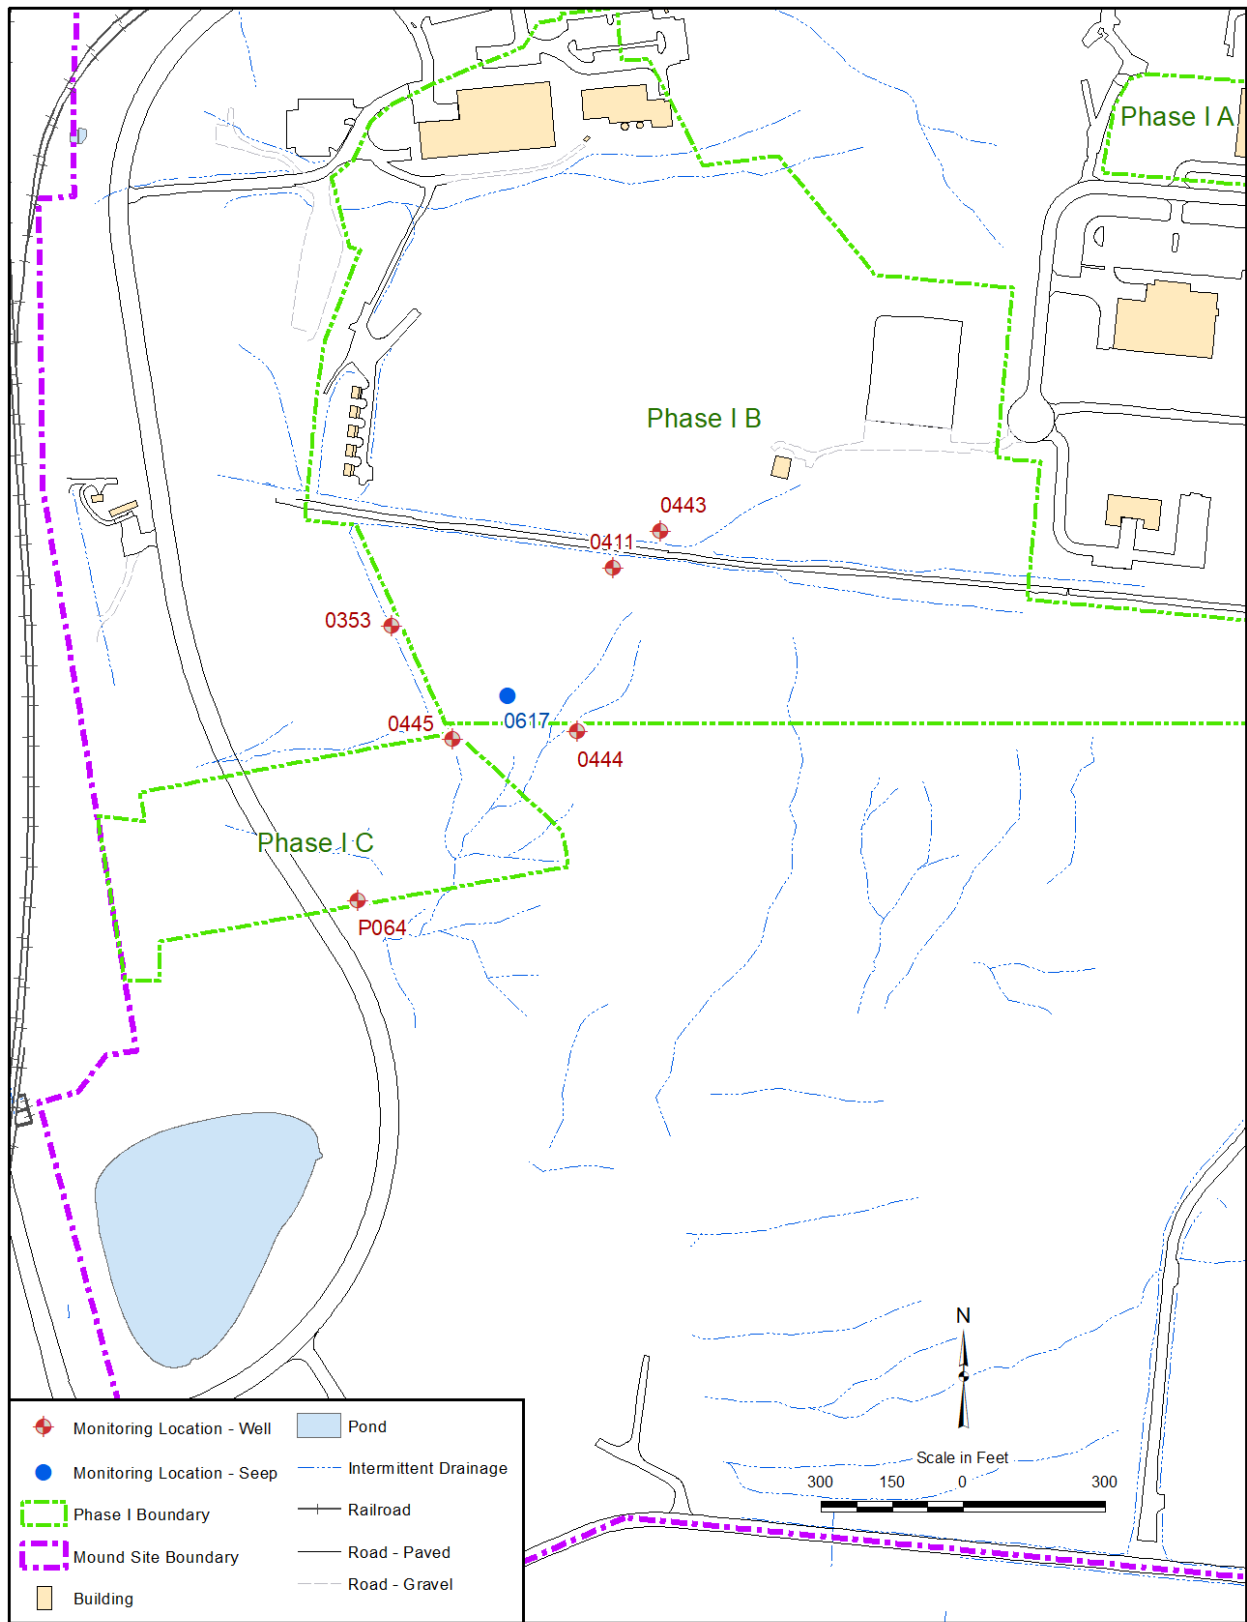 Phase I A
Phase I B
0443
0411
0353
0617
0445
0444
Phase I C
P064
N
Scale in Feet
300 150 0 300
Monitoring Location - Well
Monitoring Location - Seep
Phase I Boundary
Mound Site Boundary
Building
Pond
Intermittent Drainage
Railroad
Road - Paved
Road - Gravel